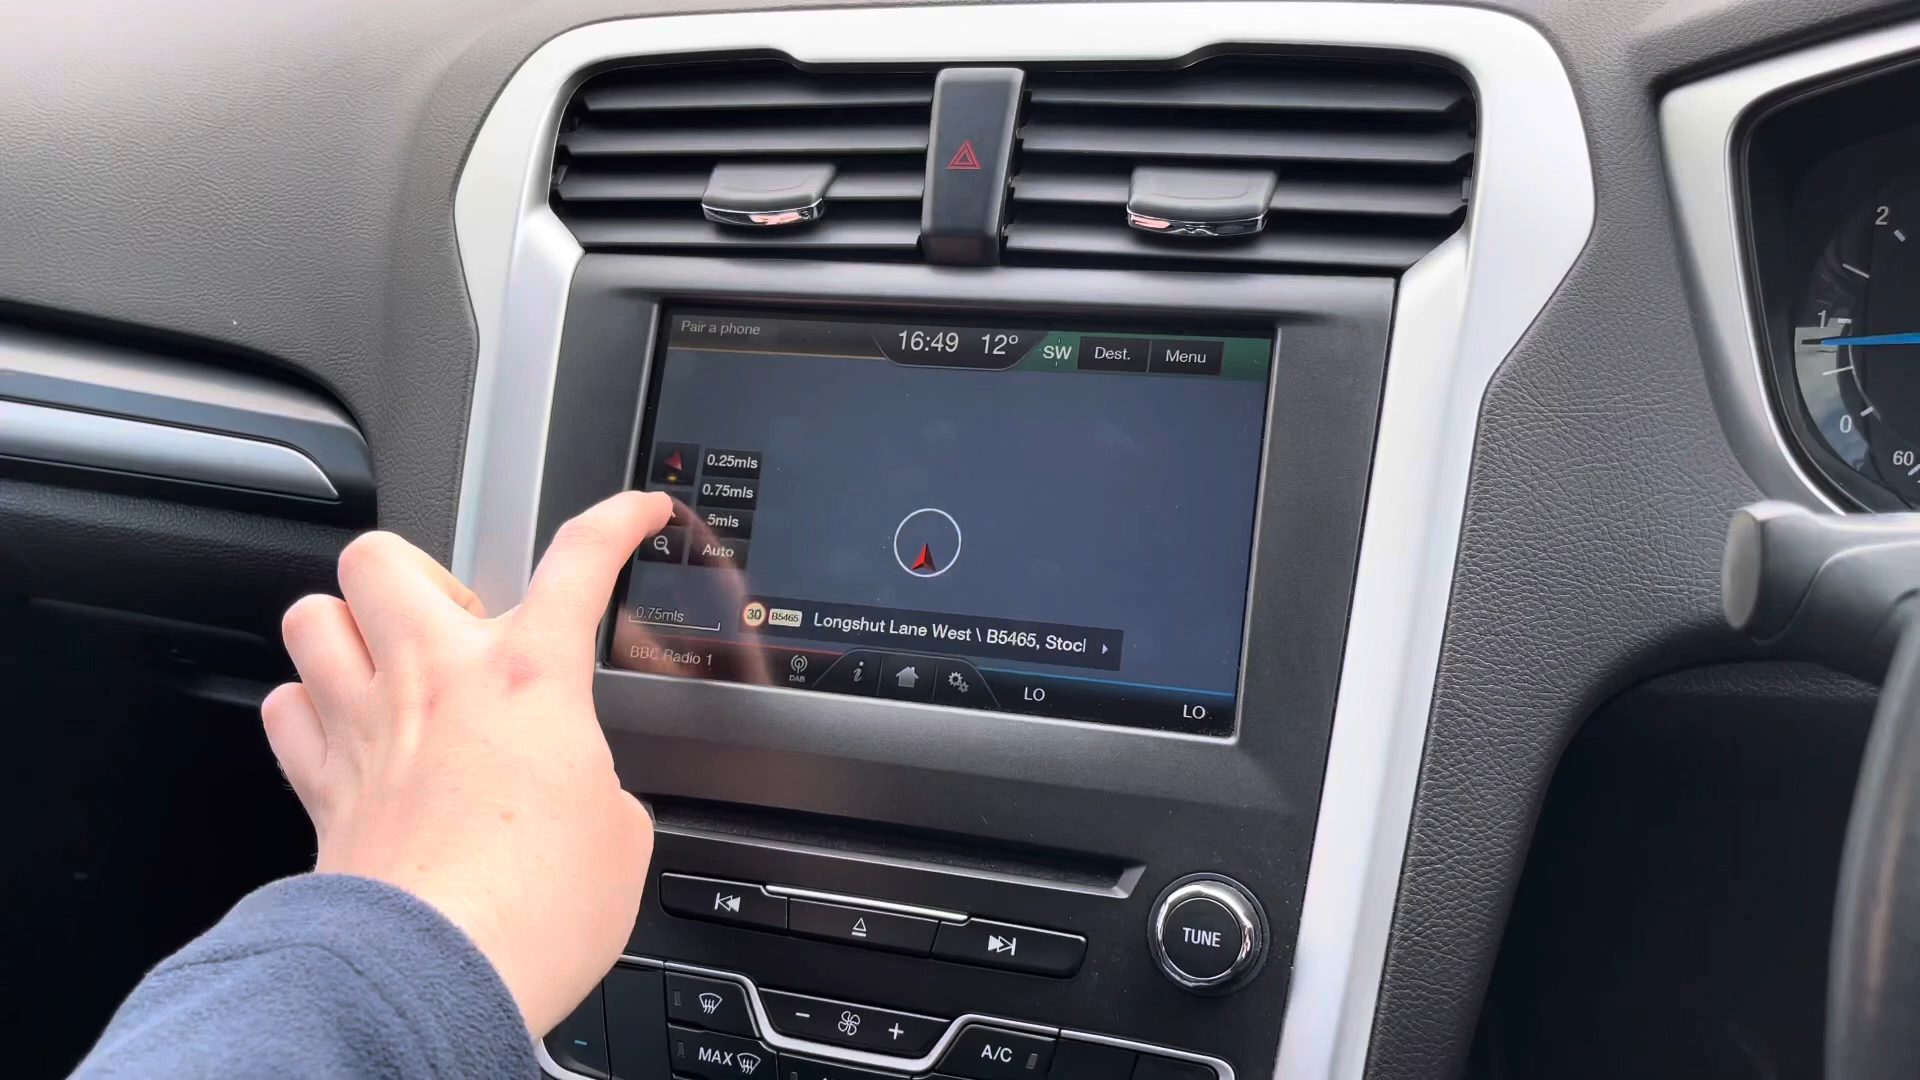 Pair a phone
16:49 12°
SW
Dest.
Menu
0.25mls
0.75mls
5mls
Auto
0.75mls
30
B5465
Longshut Lane West \ B5465, Stoc
BBC Radio 1
DAB
i
LO
LO
TUNE
- +
MAX
A/C
2
1
0
60